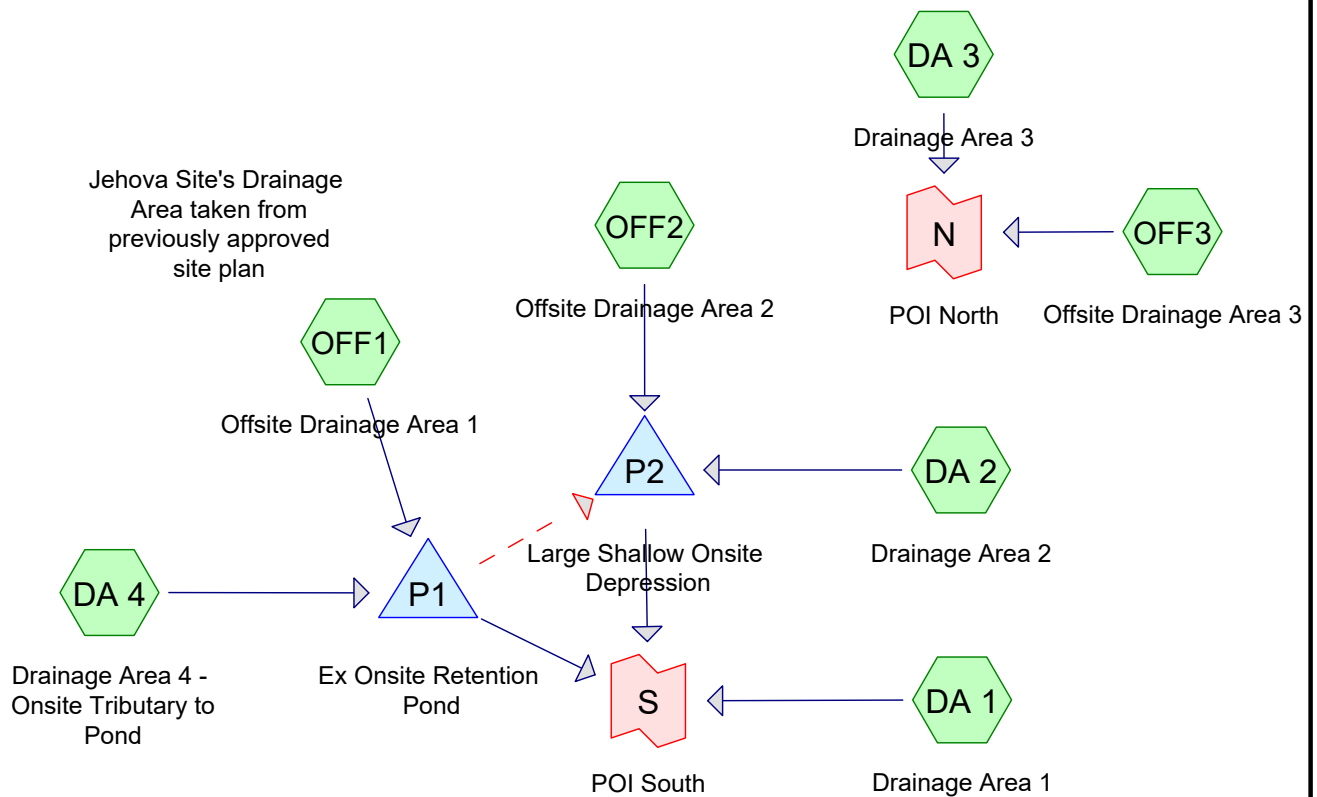 DA 3
Drainage Area 3
Jehova Site's Drainage
Area taken from
previously approved
site plan
OFF2
Offsite Drainage Area 2
N
POI North
OFF3
Offsite Drainage Area 3
OFF1
Offsite Drainage Area 1
P2
Large Shallow Onsite
Depression
DA 2
Drainage Area 2
DA 4
Drainage Area 4 -
Onsite Tributary to
Pond
P1
Ex Onsite Retention
Pond
S
POI South
DA 1
Drainage Area 1